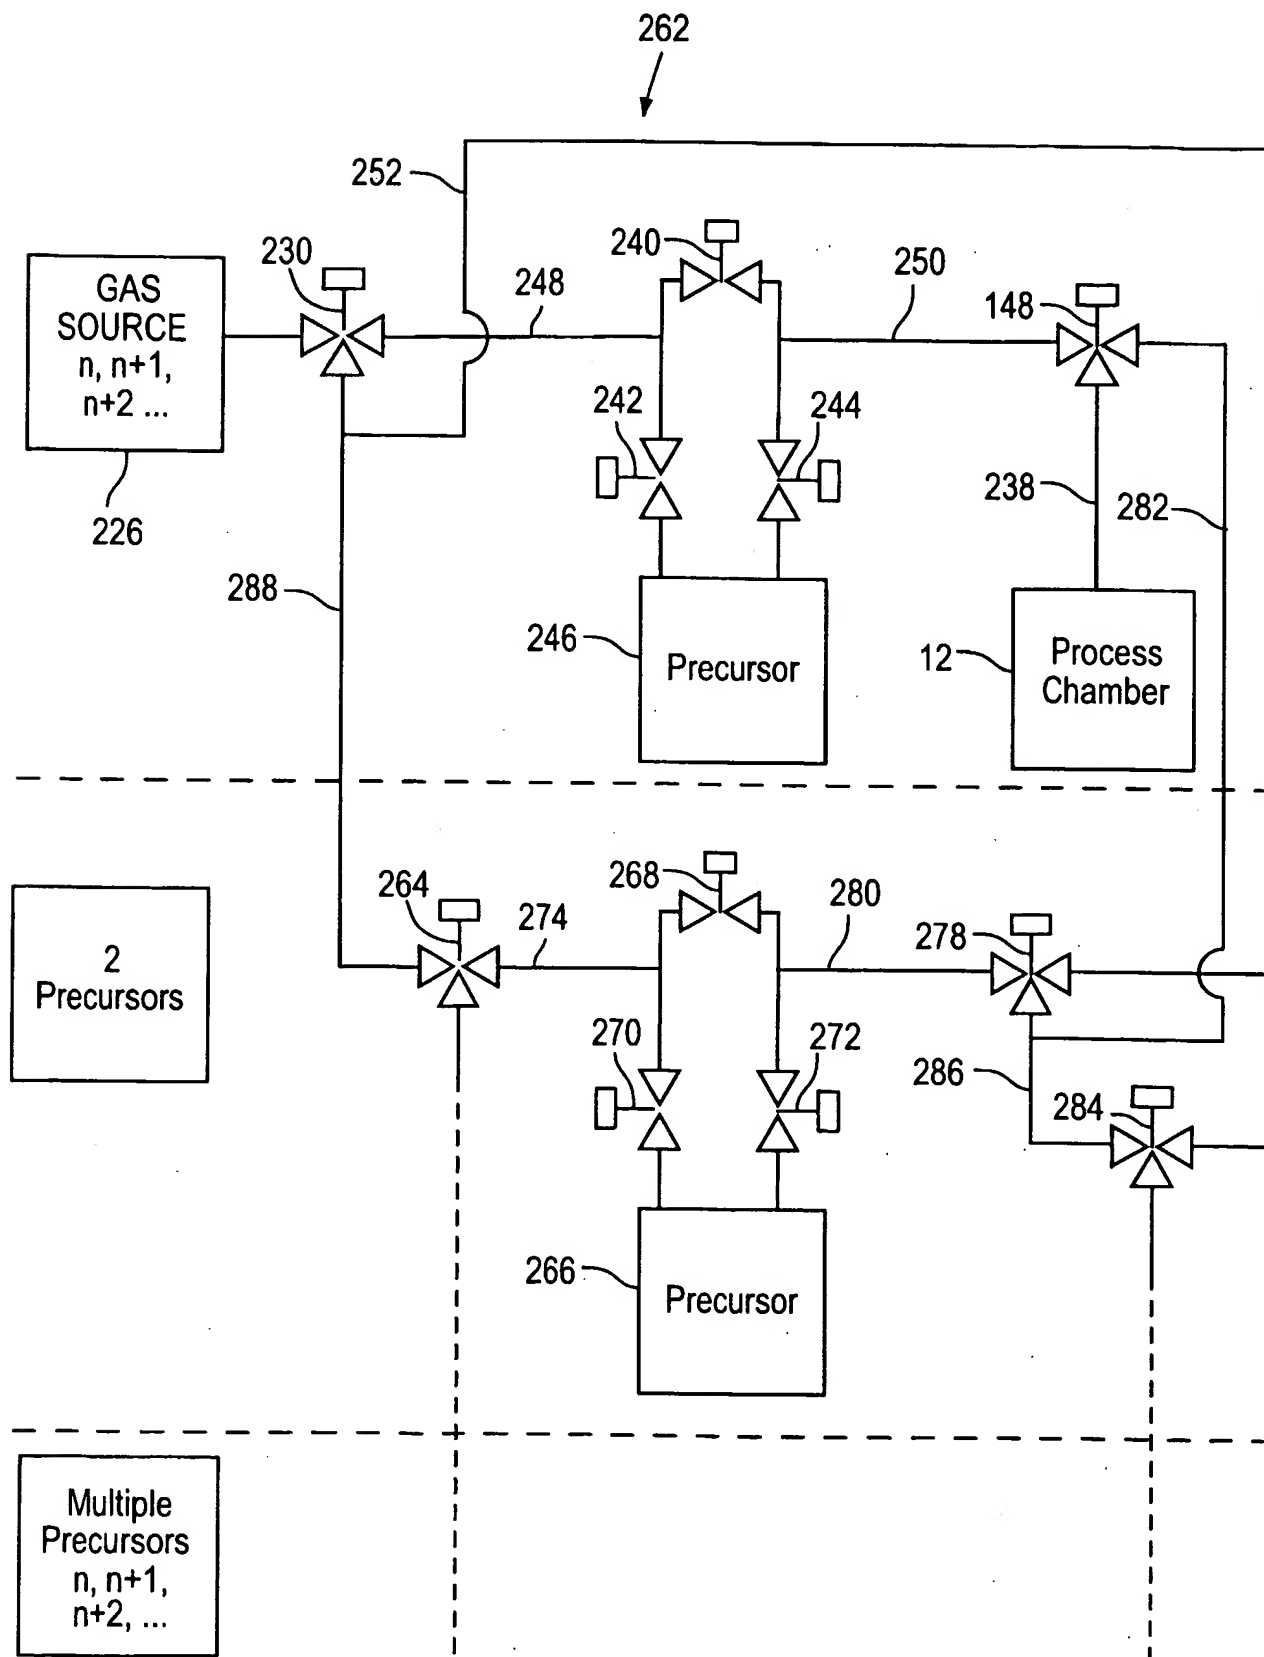 262
252
230
240
250
148
GAS
SOURCE
n, n+1,
n+2 ...
248
242
244
238
282
226
288
246
Precursor
12
Process
Chamber
264
274
268
280
278
2
Precursors
270
272
286
284
266
Precursor
Multiple
Precursors
n, n+1,
n+2, ...